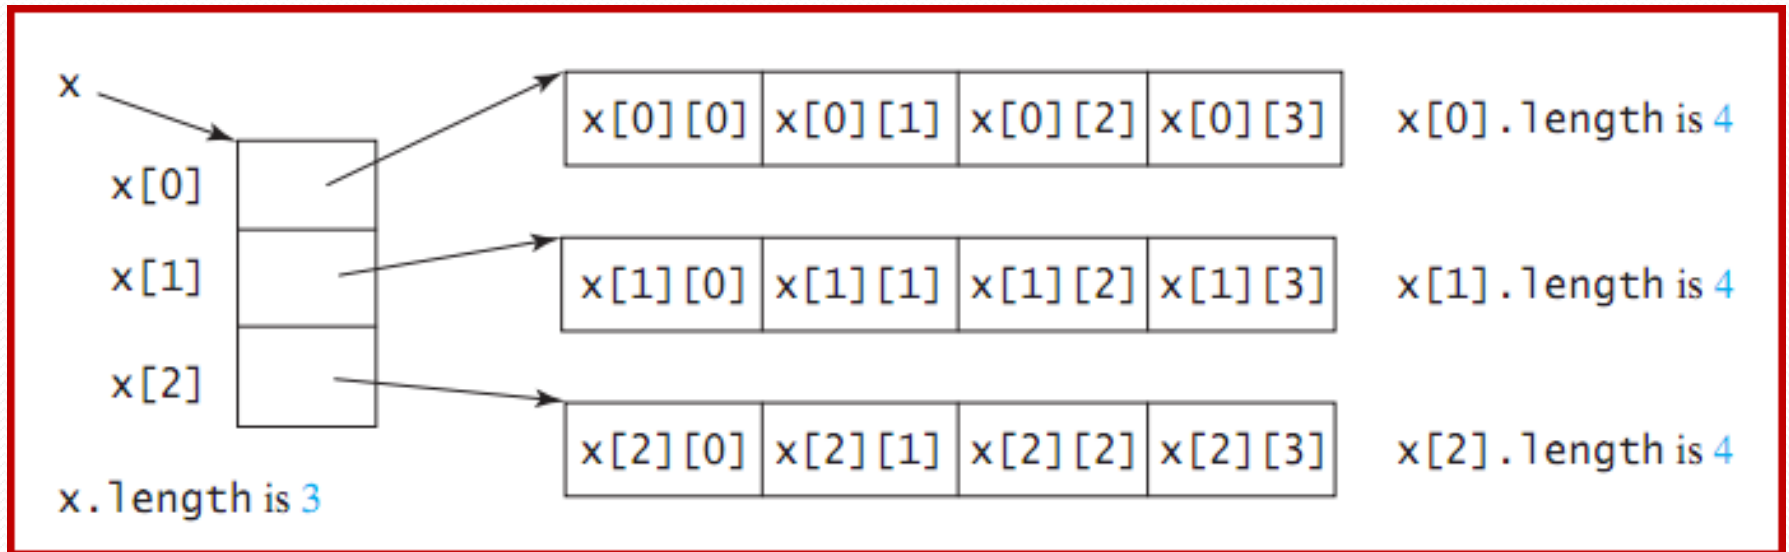 x
x[0][0] x[0][1] x[0][2] x[0][3] x[0].length is 4
x[0]
x[1]
x[1][0] x[1][1] x[1][2] x[1][3] x[1].length is 4
x[2]
x[2][0] x[2][1] x[2][2] x[2][3] x[2].length is 4
x.length is 3